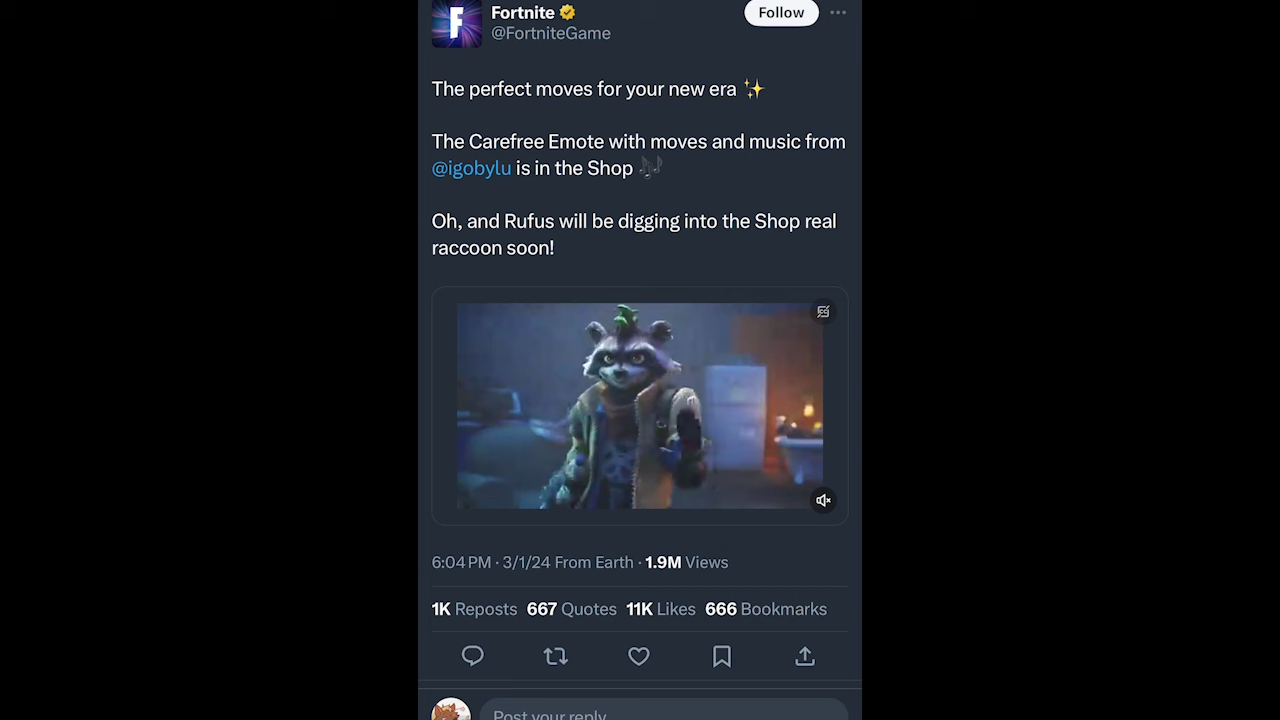 Fortnite
Follow
@FortniteGame
The perfect moves for your new era ✨
The Carefree Emote with moves and music from
@igobylu is in the Shop 🎶
Oh, and Rufus will be digging into the Shop real
raccoon soon!
6:04 PM · 3/1/24 From Earth · 1.9M Views
1K Reposts 667 Quotes 11K Likes 666 Bookmarks
Post your reply